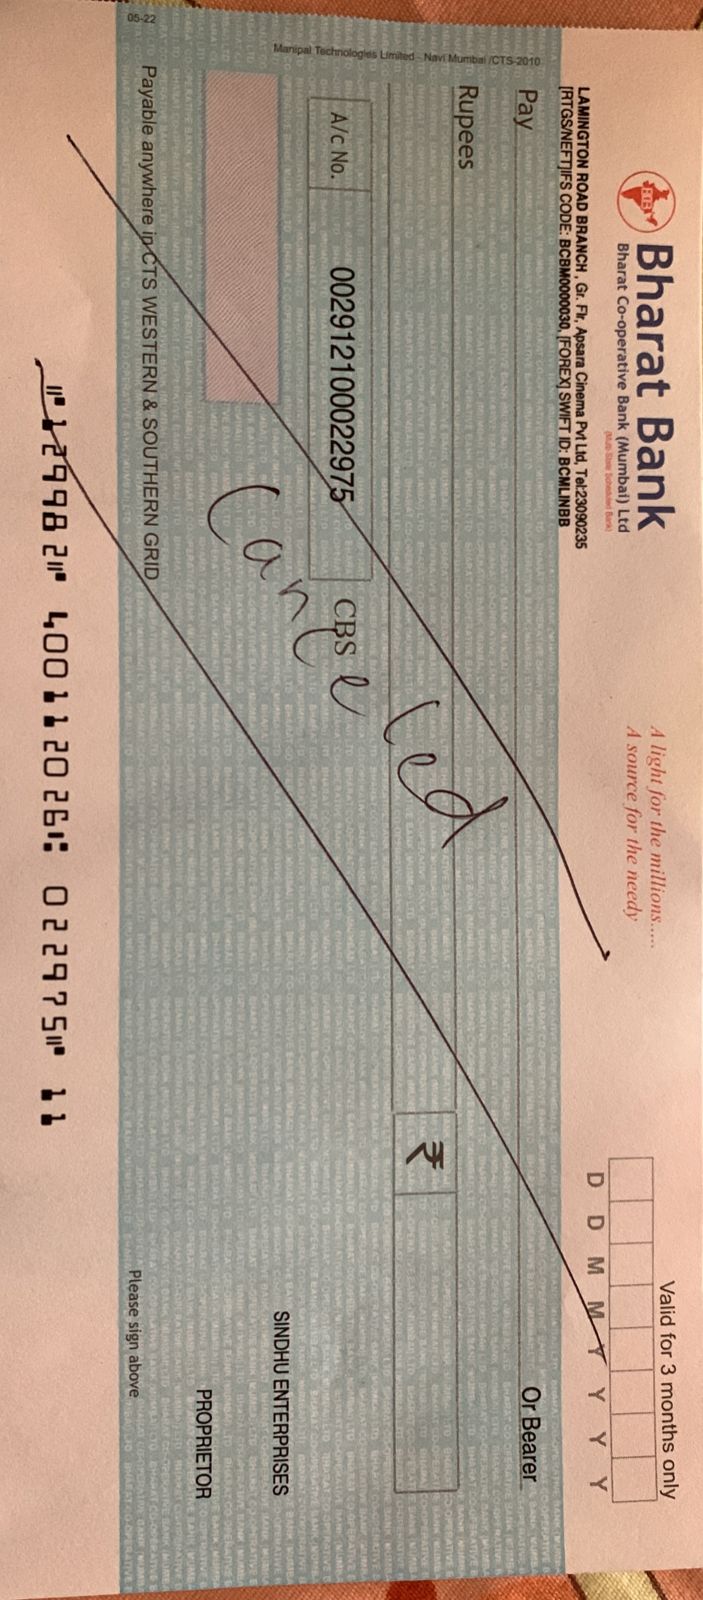 Bharat Bank
Bharat Co-operative Bank (Mumbai) Ltd
(Multi State Scheduled Bank)
LAMINGTON ROAD BRANCH , Gr. Flr, Apsara Cinema Pvt Ltd, Tel:23090235
[RTGS/NEFT]IFS CODE: BCBM0000030, [FOREX] SWIFT ID: BCMLINBB
A light for the millions.....
A source for the needy
Valid for 3 months only
D D M M Y Y Y Y
Pay
Or Bearer
Rupees
₹
A/c No.
002912100022975
CBS
Canceled
SINDHU ENTERPRISES
PROPRIETOR
Please sign above
Payable anywhere in CTS WESTERN & SOUTHERN GRID
Manipal Technologies Limited - Navi Mumbai /CTS-2010
05-22
⑈129982⑈ 400112026⑆ 022975⑈ 11